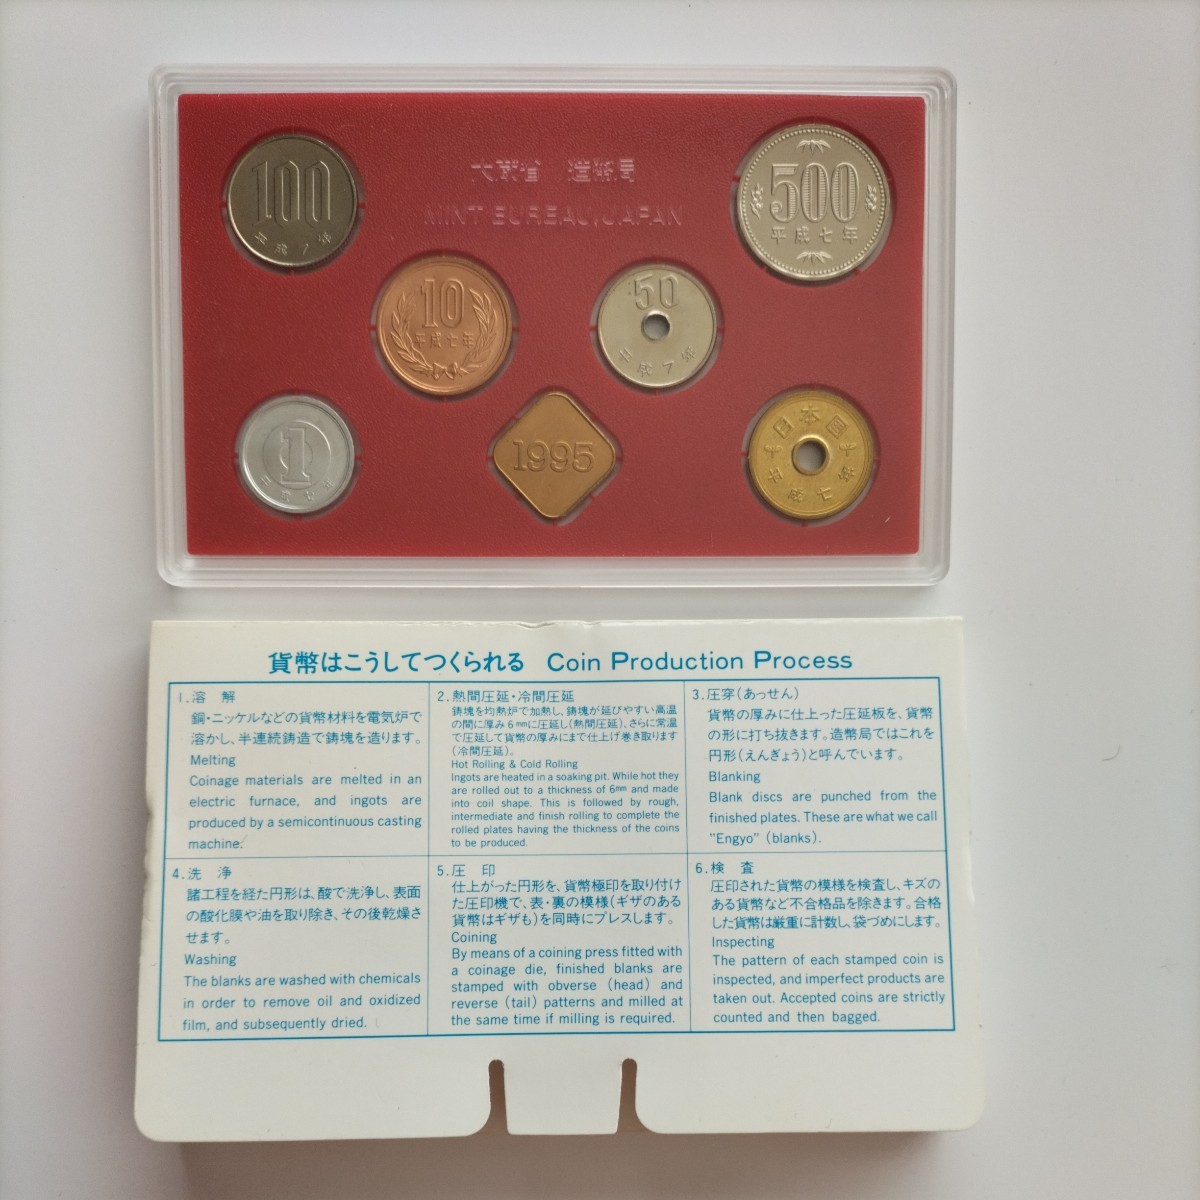 100
平成7年
大蔵省 造幣局
MINT BUREAU, JAPAN
500
平成七年
10
平成七年
50
平成7年
1
平成七年
1995
日本国
平成七年
貨幣はこうしてつくられる Coin Production Process
1.溶 解
銅・ニッケルなどの貨幣材料を電気炉で
溶かし、半連続鋳造で鋳塊を造ります。
Melting
Coinage materials are melted in an
electric furnace, and ingots are
produced by a semicontinuous casting
machine.
2.熱間圧延・冷間圧延
鋳塊を均熱炉で加熱し、鋳塊が延びやすい高温
の間に厚み6㎜に圧延し(熱間圧延)、さらに常温
で圧延して貨幣の厚みにまで仕上げ巻き取ります
(冷間圧延)。
Hot Rolling & Cold Rolling
Ingots are heated in a soaking pit. While hot they
are rolled out to a thickness of 6㎜ and made
into coil shape. This is followed by rough,
intermediate and finish rolling to complete the
rolled plates having the thickness of the coins
to be produced.
3.圧穿(あっせん)
貨幣の厚みに仕上った圧延板を、貨幣
の形に打ち抜きます。造幣局ではこれを
円形(えんぎょう)と呼んでいます。
Blanking
Blank discs are punched from the
finished plates. These are what we call
"Engyo" (blanks).
4.洗 浄
諸工程を経た円形は、酸で洗浄し、表面
の酸化膜や油を取り除き、その後乾燥さ
せます。
Washing
The blanks are washed with chemicals
in order to remove oil and oxidized
film, and subsequently dried.
5.圧 印
仕上がった円形を、貨幣極印を取り付け
た圧印機で、表・裏の模様(ギザのある
貨幣はギザも)を同時にプレスします。
Coining
By means of a coining press fitted with
a coinage die, finished blanks are
stamped with obverse (head) and
reverse (tail) patterns and milled at
the same time if milling is required.
6.検 査
圧印された貨幣の模様を検査し、キズの
ある貨幣など不合格品を除きます。合格
した貨幣は厳重に計数し、袋づめにします。
Inspecting
The pattern of each stamped coin is
inspected, and imperfect products are
taken out. Accepted coins are strictly
counted and then bagged.